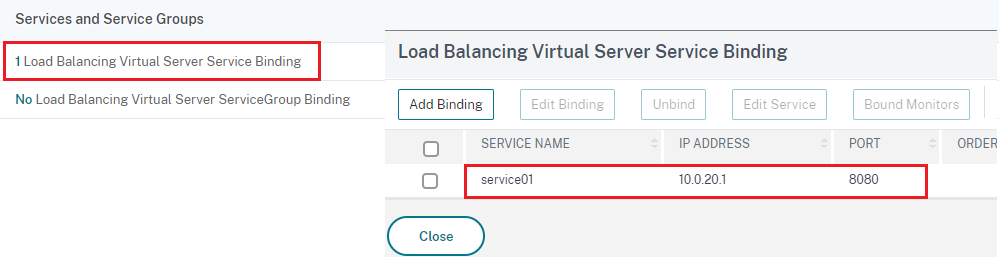 Services and Service Groups
1 Load Balancing Virtual Server Service Binding
No Load Balancing Virtual Server ServiceGroup Binding
Load Balancing Virtual Server Service Binding
Add Binding Edit Binding Unbind Edit Service Bound Monitors
SERVICE NAME IP ADDRESS PORT ORDER
service01 10.0.20.1 8080
Close